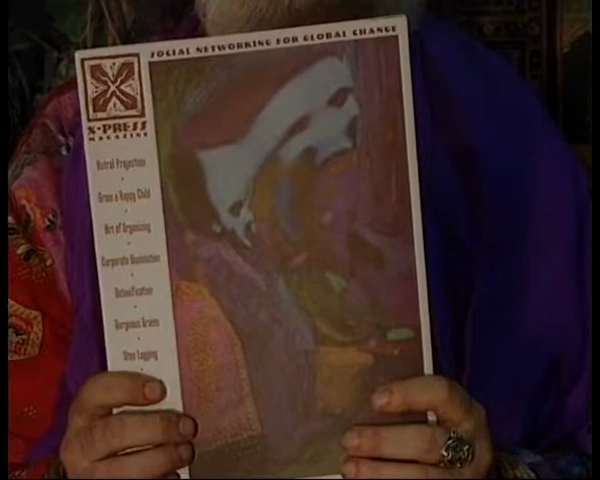 SOCIAL NETWORKING FOR GLOBAL CHANGE
X·PRESS
MAGAZINE
Astral Projection
Grow a Happy Child
Art of Organizing
Corporate Domination
Detoxification
Gorgeous Grains
Stop Logging